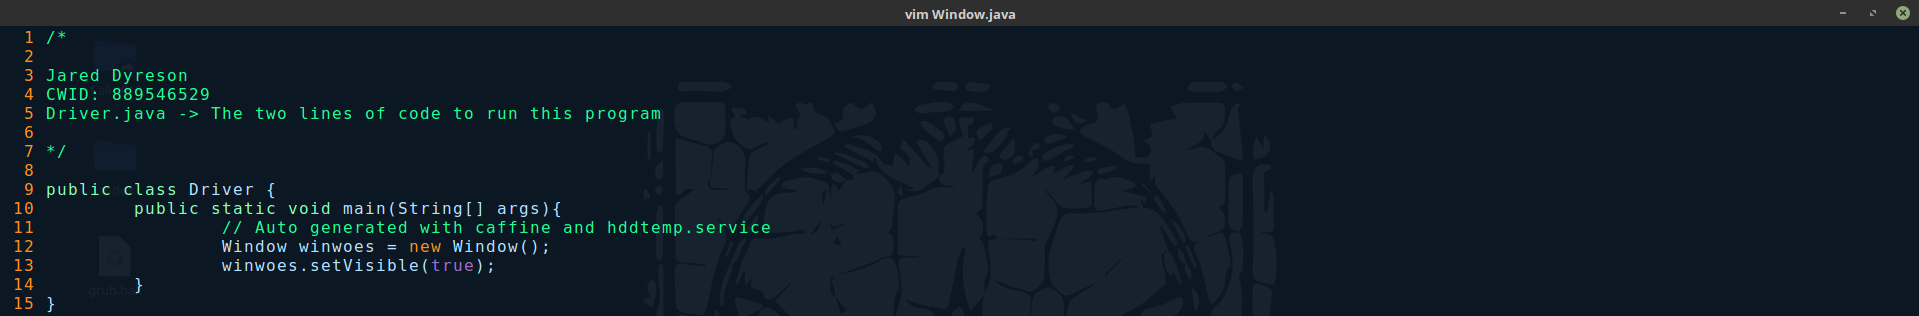 vim Window.java
1 /*
2
3 Jared Dyreson
4 CWID: 889546529
5 Driver.java -> The two lines of code to run this program
6
7 */
8
9 public class Driver {
10 public static void main(String[] args){
11 // Auto generated with caffine and hddtemp.service
12 Window winwoes = new Window();
13 winwoes.setVisible(true);
14 }
15 }